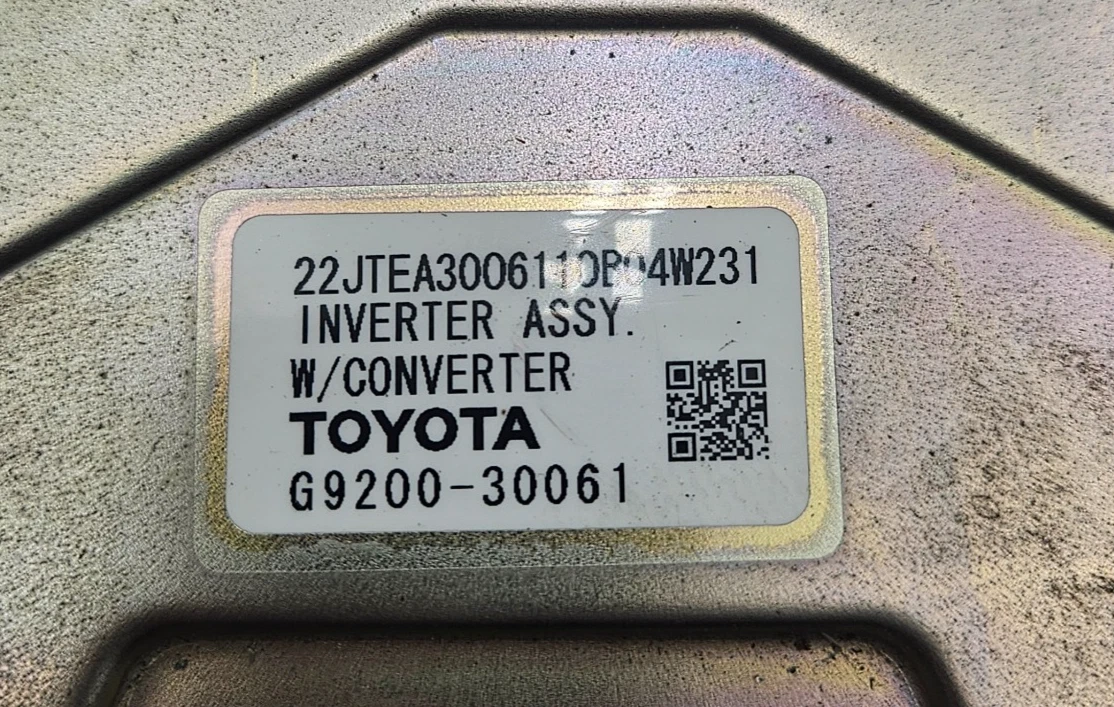 INVERTER ASSY.
W/CONVERTER
TOYOTA
G9200-30061